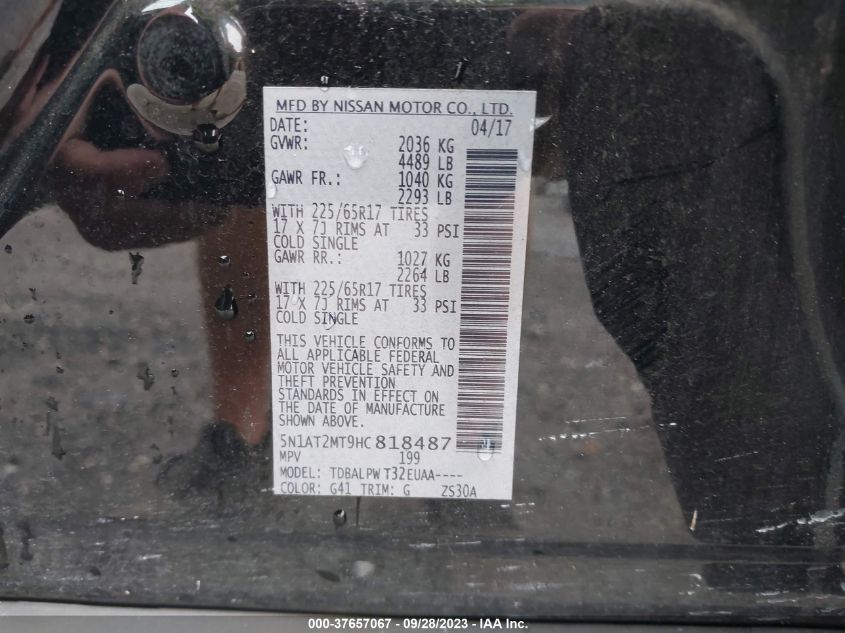 MFD BY NISSAN MOTOR CO., LTD.
DATE: 04/17
GVWR: 2036 KG
4489 LB
GAWR FR.: 1040 KG
2293 LB
WITH 225/65R17 TIRES
17 X 7J RIMS AT 33 PSI
COLD SINGLE
GAWR RR.: 1027 KG
2264 LB
WITH 225/65R17 TIRES
17 X 7J RIMS AT 33 PSI
COLD SINGLE
THIS VEHICLE CONFORMS TO
ALL APPLICABLE FEDERAL
MOTOR VEHICLE SAFETY AND
THEFT PREVENTION
STANDARDS IN EFFECT ON
THE DATE OF MANUFACTURE
SHOWN ABOVE.
5N1AT2MT9HC818487
MPV 199
MODEL: TDBALPW T32EUAA----
COLOR: G41 TRIM: G ZS30A
000-37657067 - 09/28/2023 - IAA Inc.